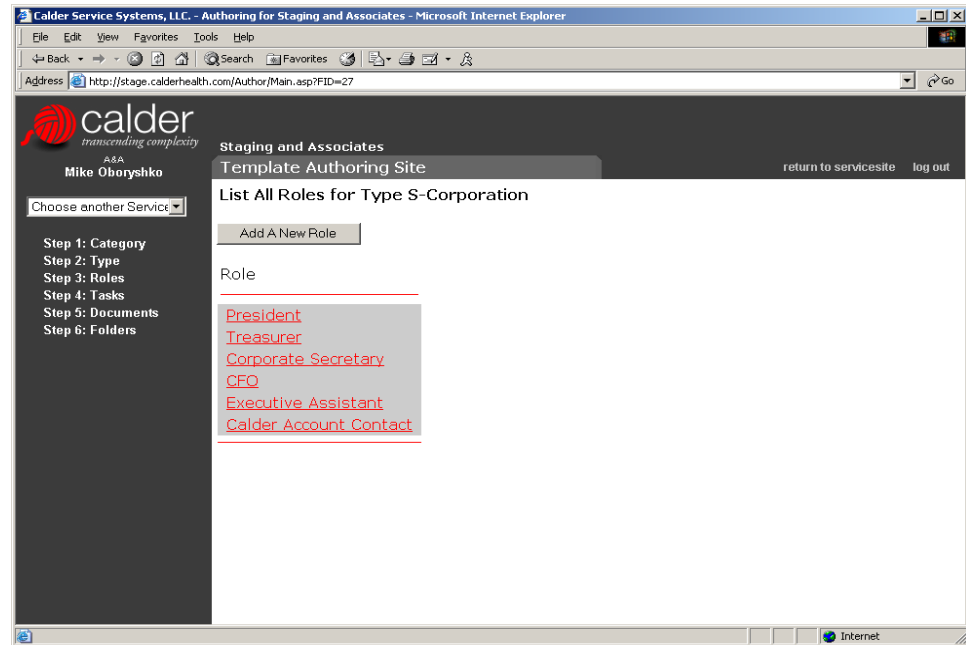 Calder Service Systems, LLC. - Authoring for Staging and Associates - Microsoft Internet Explorer
File Edit View Favorites Tools Help
Back Search Favorites
Address http://stage.calderhealth.com/Author/Main.asp?FID=27 Go
calder
transcending complexity
A&A
Mike Oboryshko
Staging and Associates
Template Authoring Site
return to servicesite log out
Choose another Service
Step 1: Category
Step 2: Type
Step 3: Roles
Step 4: Tasks
Step 5: Documents
Step 6: Folders
List All Roles for Type S-Corporation
Add A New Role
Role
President
Treasurer
Corporate Secretary
CFO
Executive Assistant
Calder Account Contact
Internet